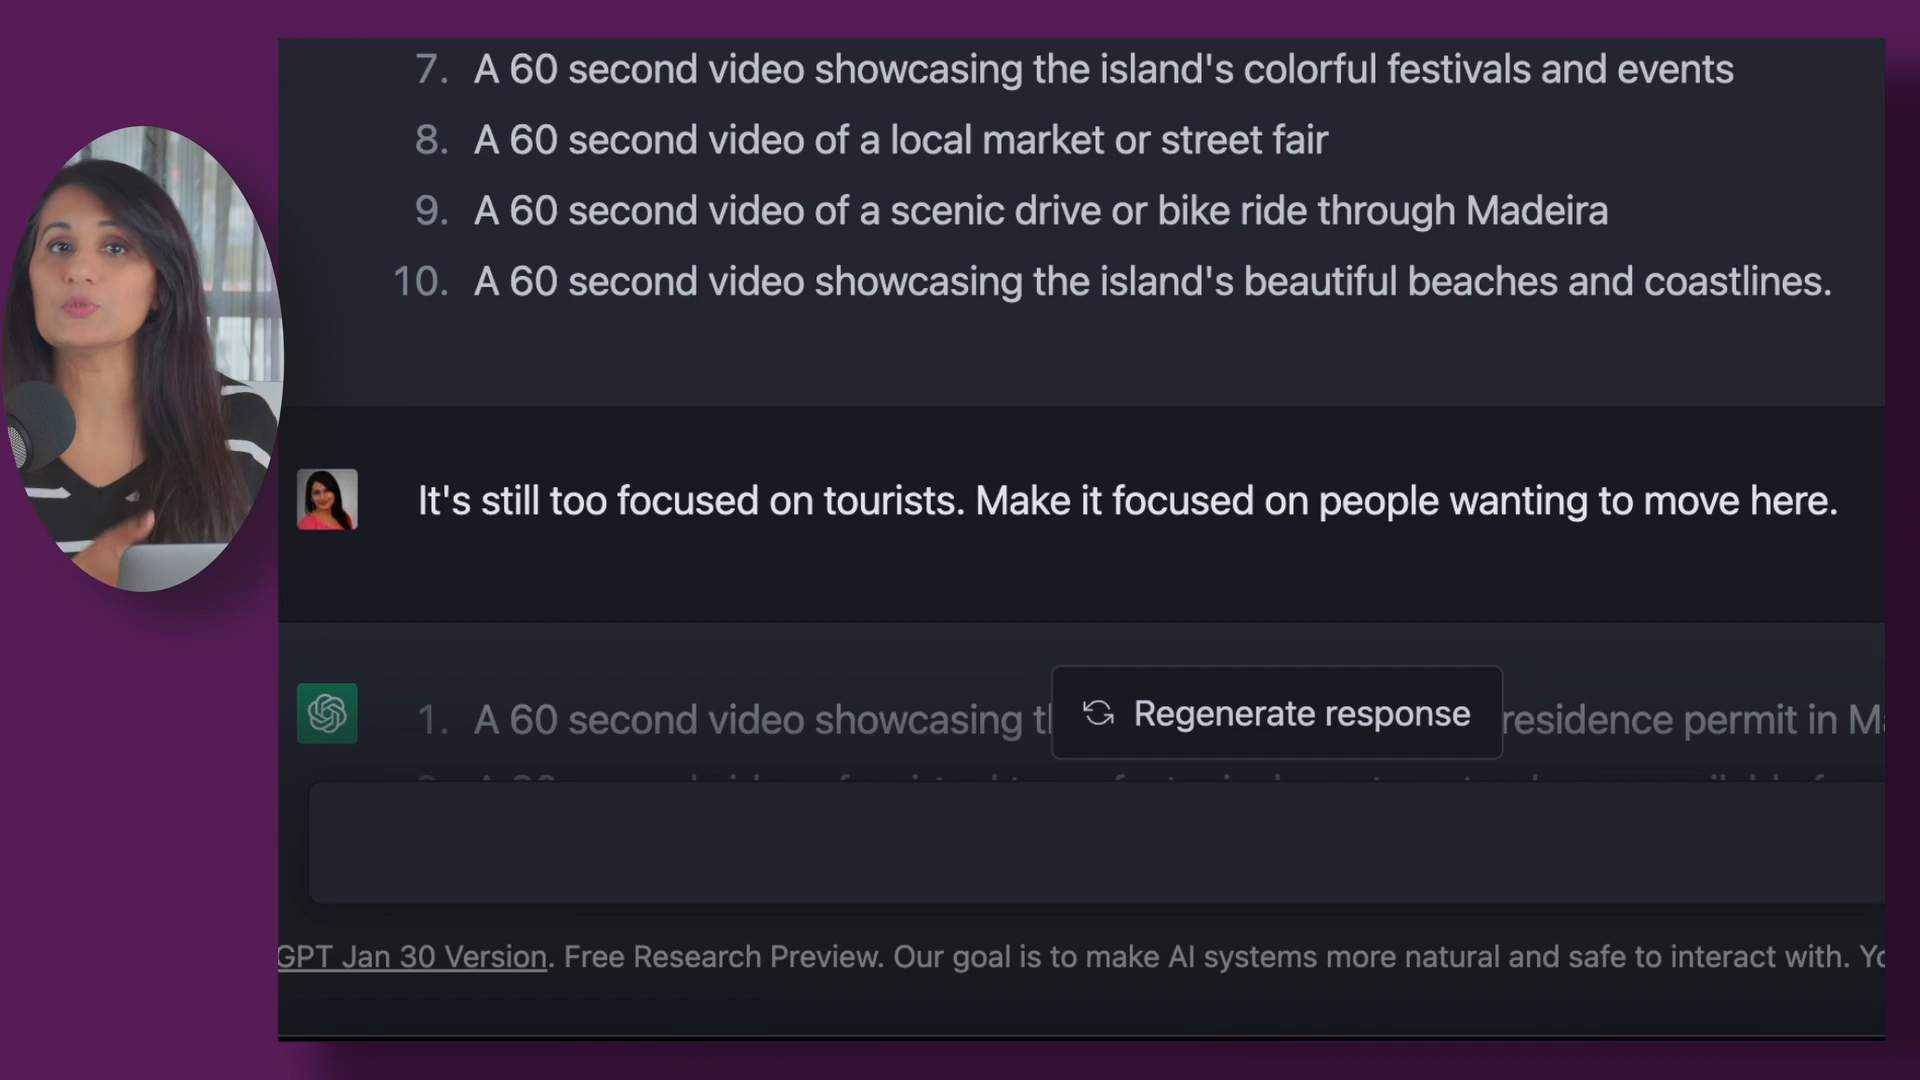 7. A 60 second video showcasing the island's colorful festivals and events
8. A 60 second video of a local market or street fair
9. A 60 second video of a scenic drive or bike ride through Madeira
10. A 60 second video showcasing the island's beautiful beaches and coastlines.
It's still too focused on tourists. Make it focused on people wanting to move here.
1. A 60 second video showcasing
Regenerate response
residence permit in
GPT Jan 30 Version. Free Research Preview. Our goal is to make AI systems more natural and safe to interact with.